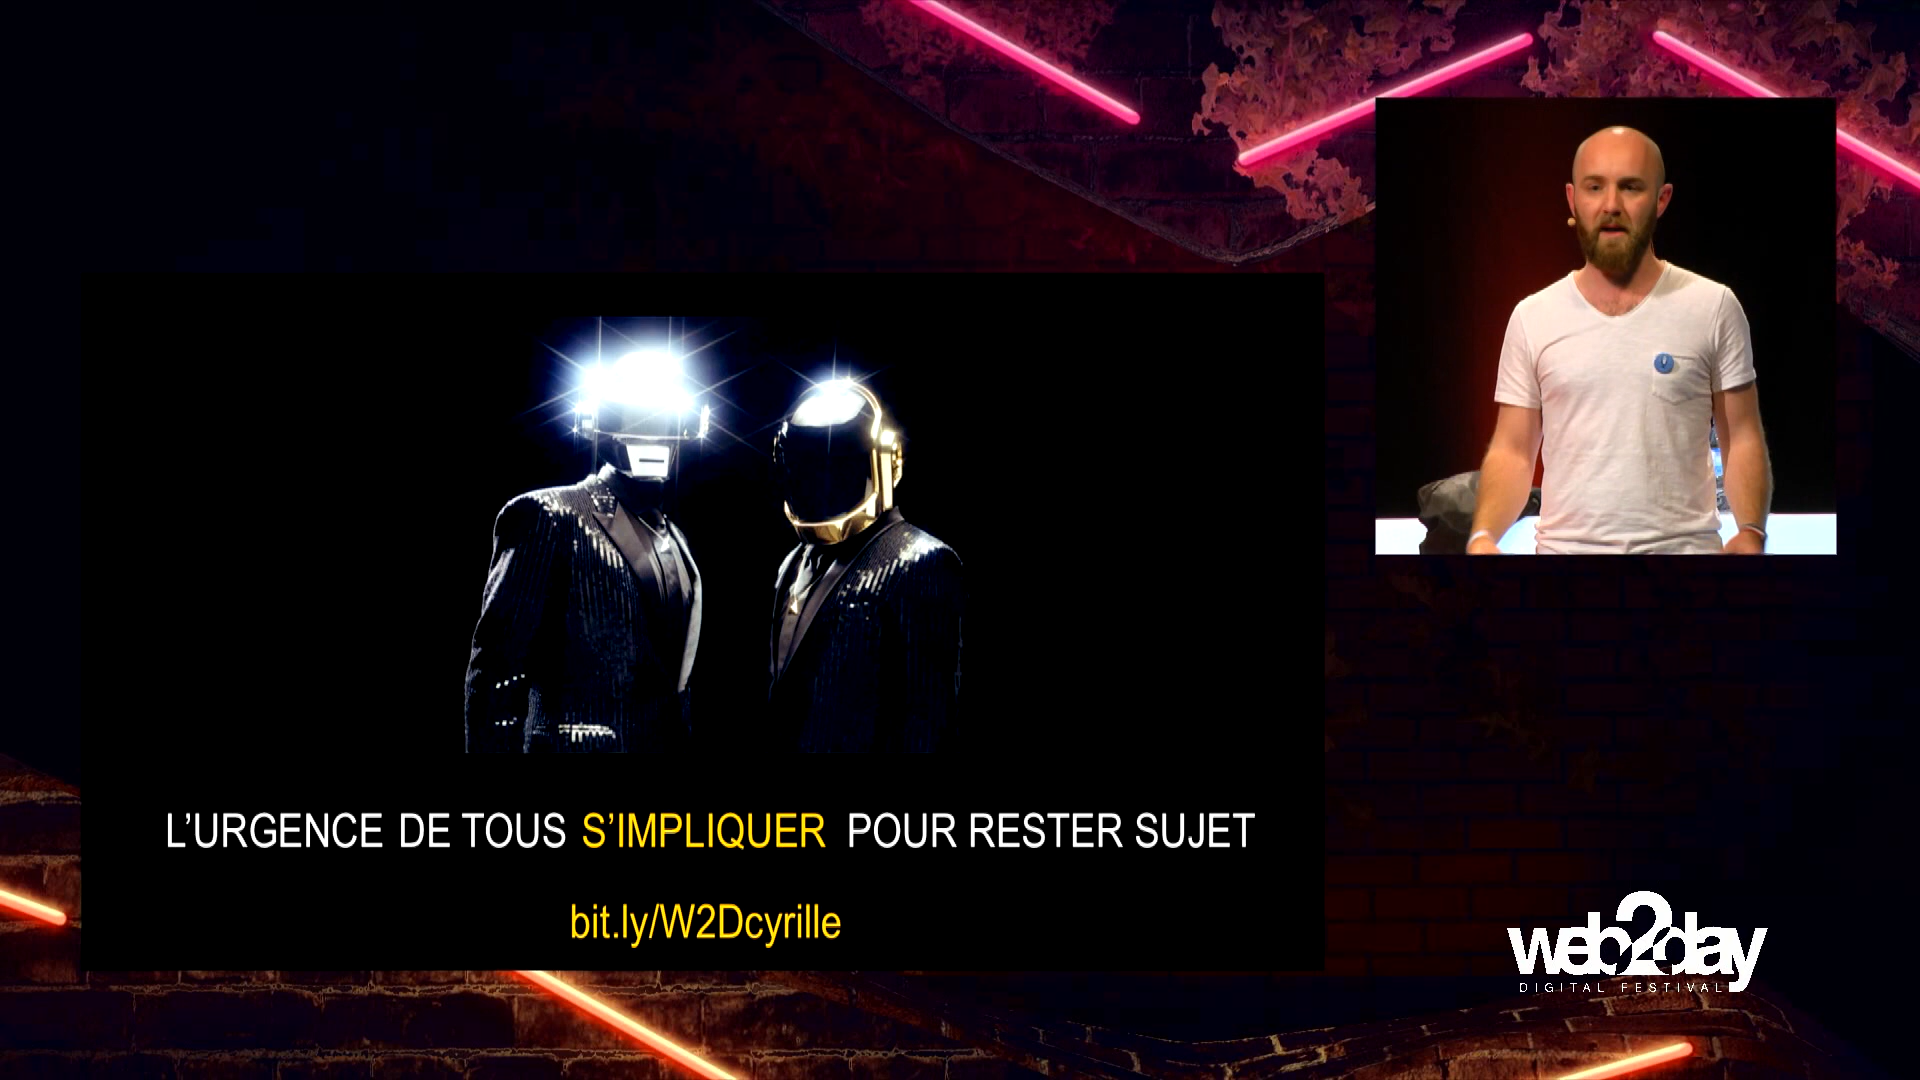 L’URGENCE DE TOUS S’IMPLIQUER POUR RESTER SUJET
bit.ly/W2Dcyrille
web2day
DIGITAL FESTIVAL